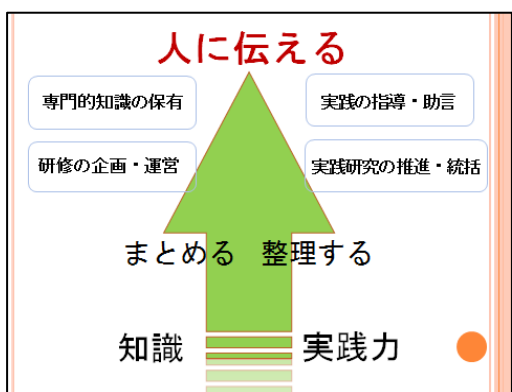 人に伝える
専門的知識の保有
実践の指導・助言
研修の企画・運営
実践研究の推進・統括
まとめる 整理する
知識
実践力